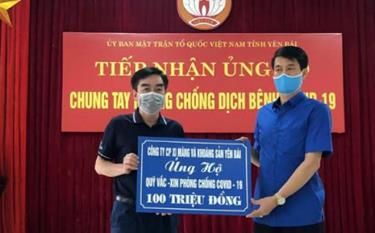 ỦY BAN MẶT TRẬN TỔ QUỐC VIỆT NAM TỈNH YÊN BÁI
TIẾP NHẬN ỦNG
CHUNG TAY PHÒNG CHỐNG DỊCH BỆNH COVID-19
CÔNG TY CP XI MĂNG VÀ KHOÁNG SẢN YÊN BÁI
Ủng Hộ
QUỸ VẮC -XIN PHÒNG CHỐNG COVID - 19
100 TRIỆU ĐỒNG